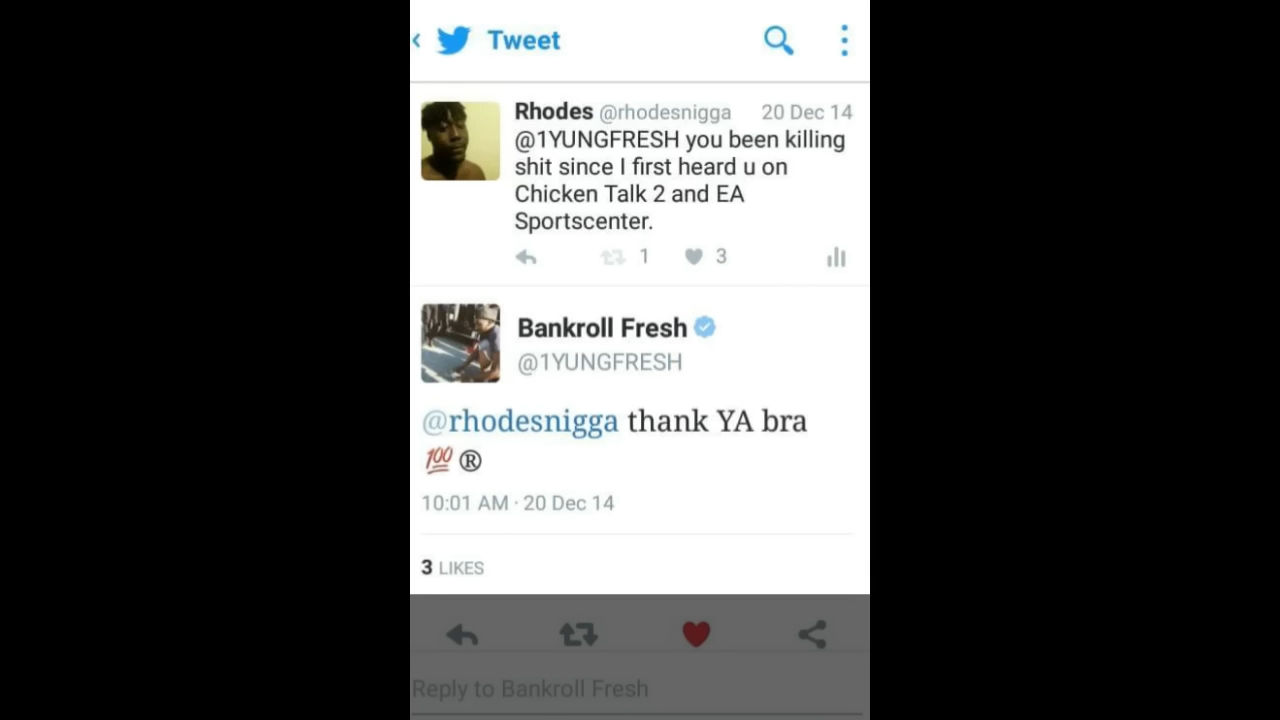 Tweet
Rhodes @rhodesnigga 20 Dec 14
@1YUNGFRESH you been killing
shit since I first heard u on
Chicken Talk 2 and EA
Sportscenter.
1 3
Bankroll Fresh
@1YUNGFRESH
@rhodesnigga thank YA bra
💯 ®
10:01 AM · 20 Dec 14
3 LIKES
Reply to Bankroll Fresh